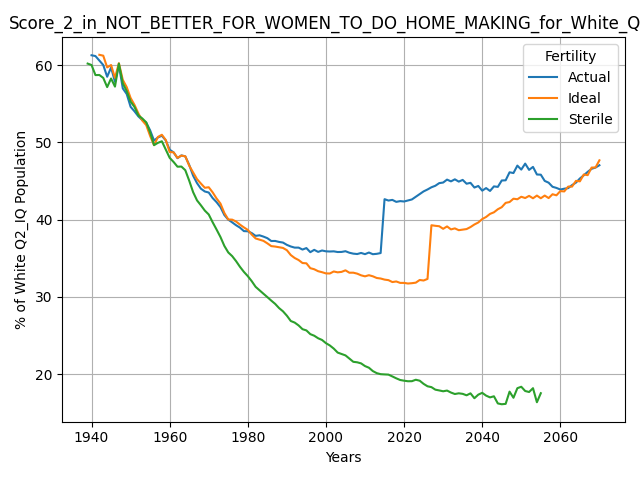 Score_2_in_NOT_BETTER_FOR_WOMEN_TO_DO_HOME_MAKING_for_White_Q
Fertility
Actual
Ideal
Sterile
% of White Q2_IQ Population
60
50
40
30
20
1940 1960 1980 2000 2020 2040 2060
Years